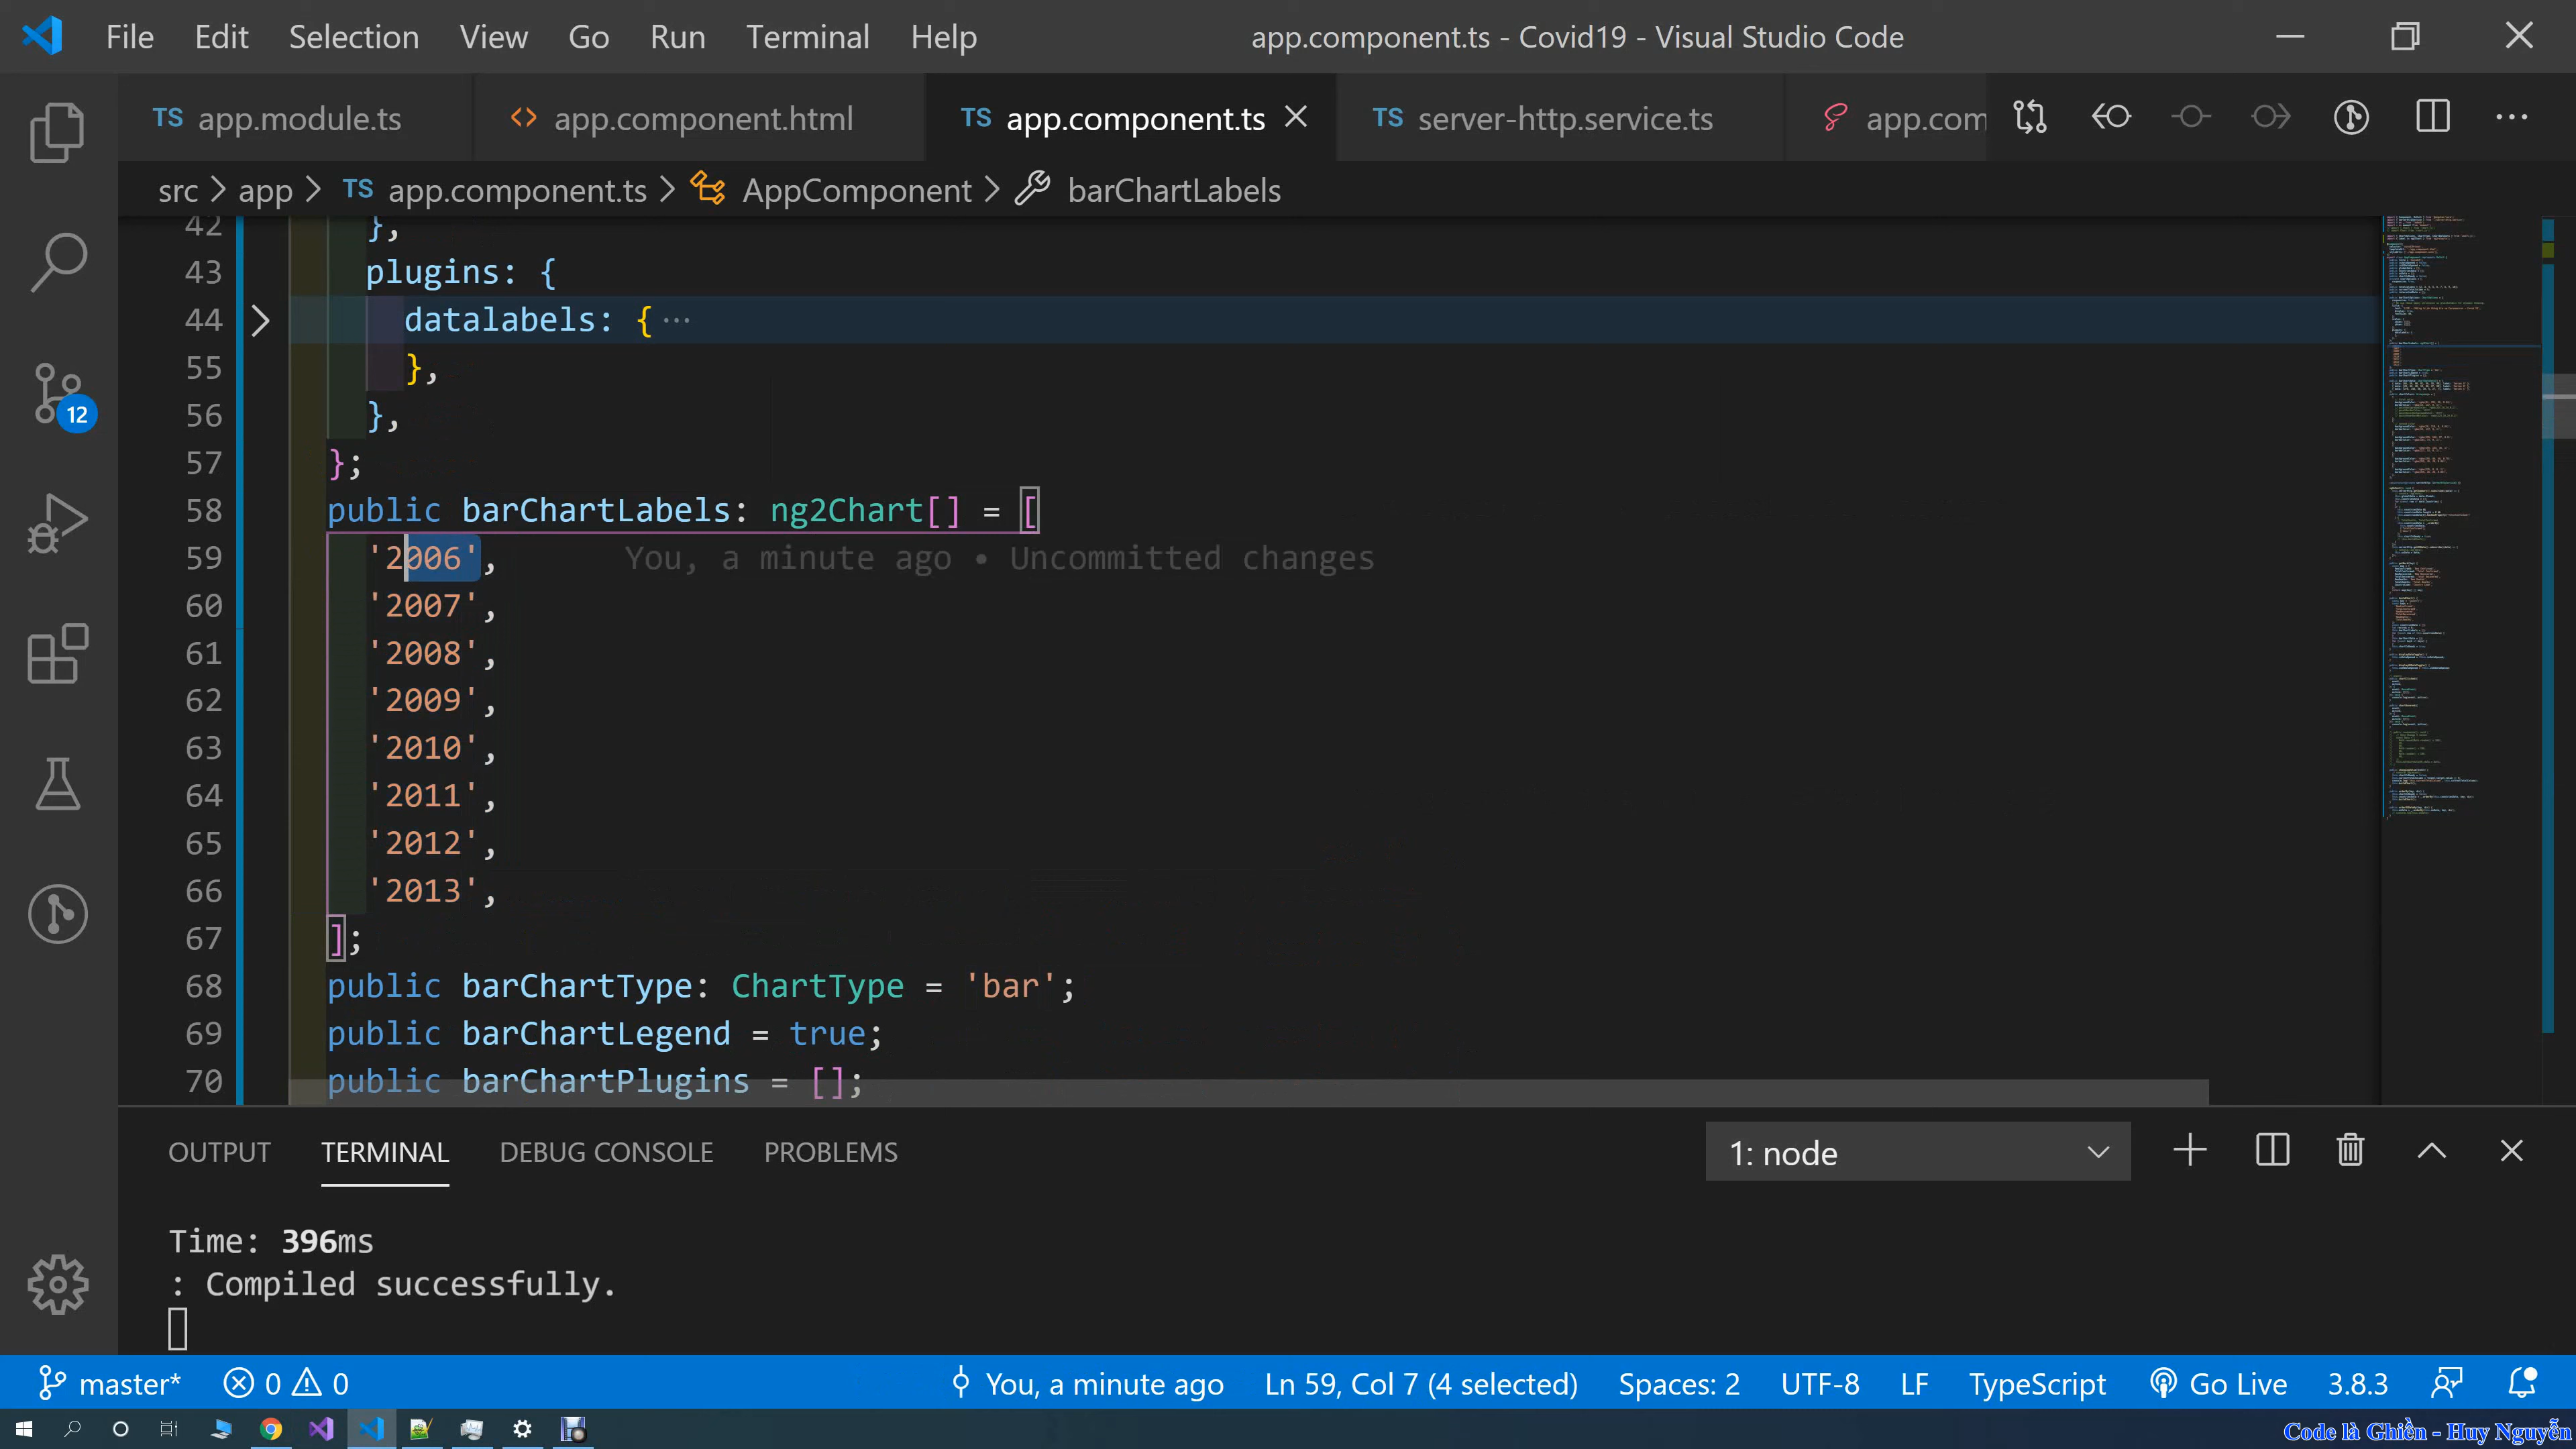 File Edit Selection View Go Run Terminal Help app.component.ts - Covid19 - Visual Studio Code
TS app.module.ts <> app.component.html TS app.component.ts TS server-http.service.ts app.com
src > app > TS app.component.ts > AppComponent > barChartLabels
42 },
43 plugins: {
44 datalabels: { ···
55 },
56 },
57 };
58 public barChartLabels: ng2Chart[] = [
59 '2006', You, a minute ago • Uncommitted changes
60 '2007',
61 '2008',
62 '2009',
63 '2010',
64 '2011',
65 '2012',
66 '2013',
67 ];
68 public barChartType: ChartType = 'bar';
69 public barChartLegend = true;
70 public barChartPlugins = [];
12
OUTPUT TERMINAL DEBUG CONSOLE PROBLEMS 1: node
Time: 396ms
: Compiled successfully.
master* 0 0 You, a minute ago Ln 59, Col 7 (4 selected) Spaces: 2 UTF-8 LF TypeScript Go Live 3.8.3
Code là Ghiền - Huy Nguyễn